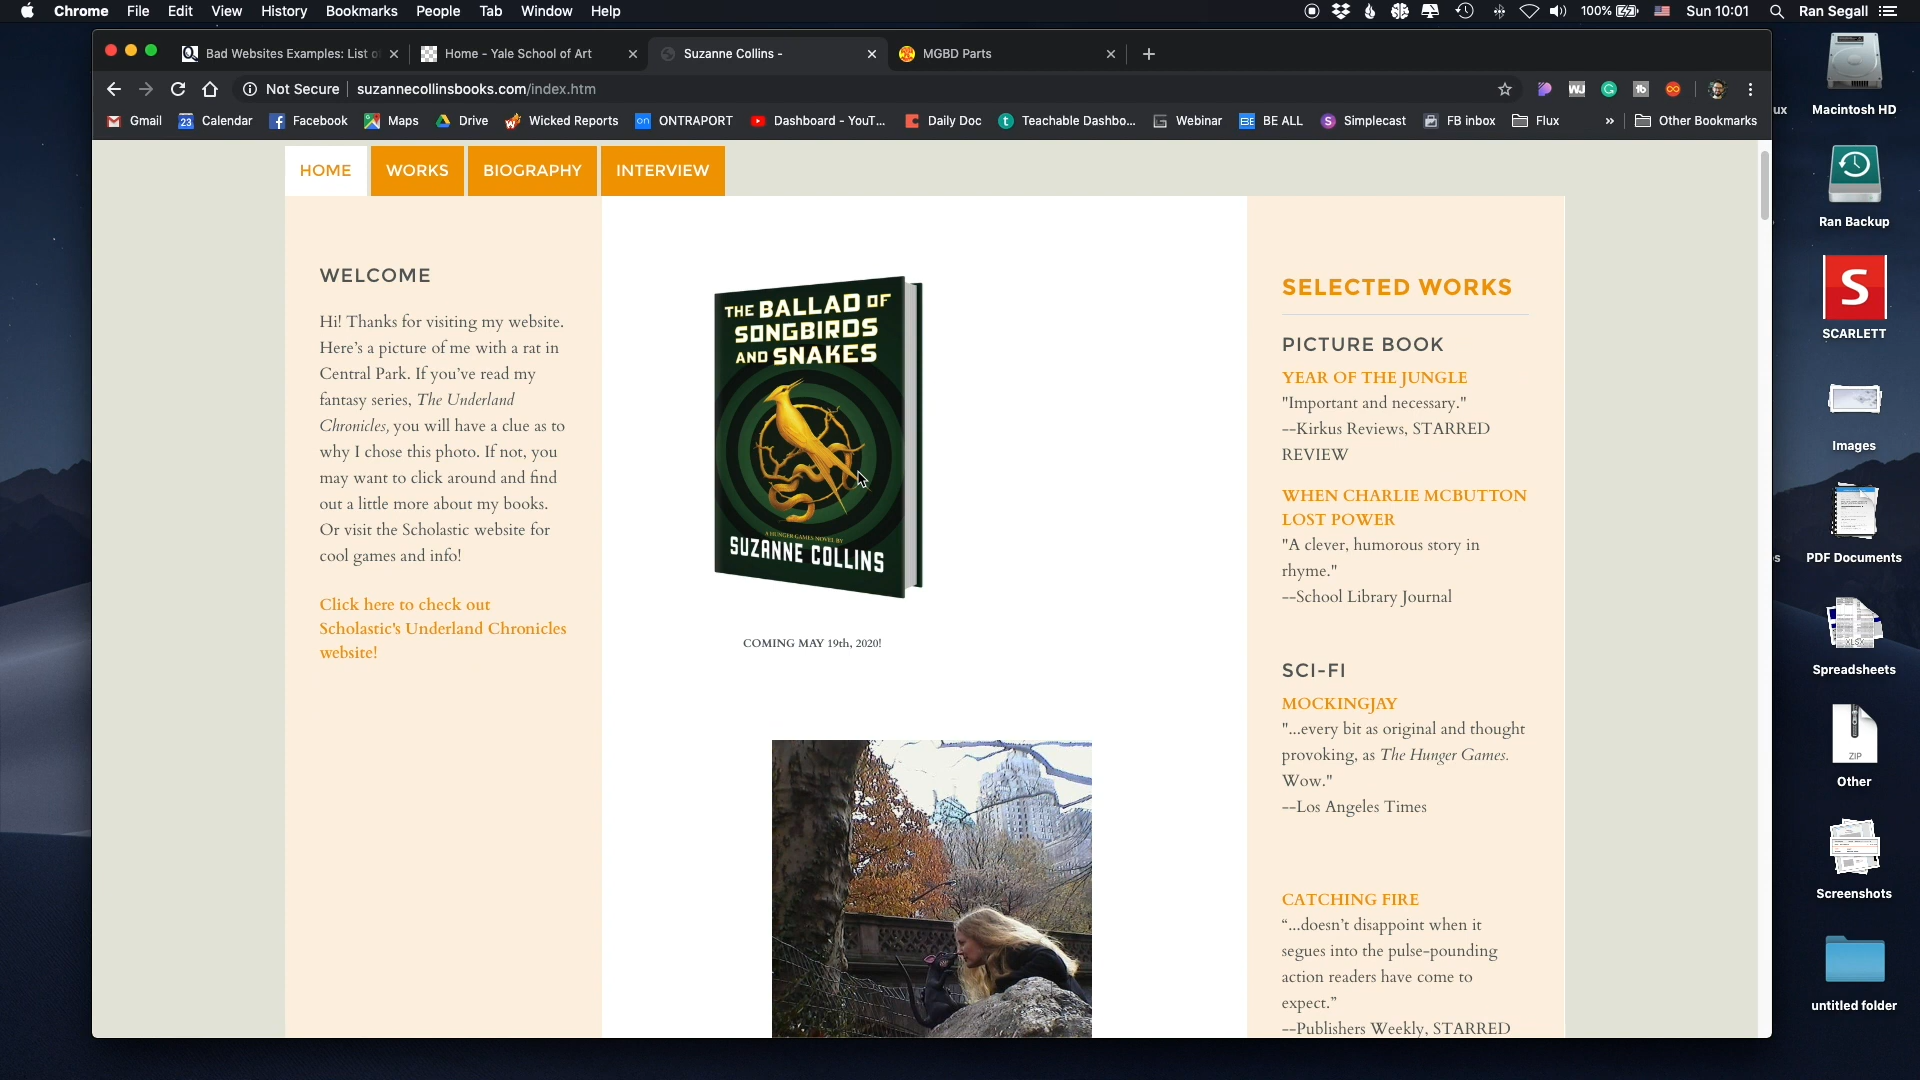 Chrome File Edit View History Bookmarks People Tab Window Help 100% Sun 10:01 Ran Segall
Bad Websites Examples: List o Home - Yale School of Art Suzanne Collins - MGBD Parts
Not Secure suzannecollinsbooks.com/index.htm
Gmail Calendar Facebook Maps Drive Wicked Reports ONTRAPORT Dashboard - YouT... Daily Doc Teachable Dashbo... Webinar BE ALL Simplecast FB inbox Flux » Other Bookmarks
HOME WORKS BIOGRAPHY INTERVIEW
WELCOME
Hi! Thanks for visiting my website.
Here's a picture of me with a rat in
Central Park. If you've read my
fantasy series, The Underland
Chronicles, you will have a clue as to
why I chose this photo. If not, you
may want to click around and find
out a little more about my books.
Or visit the Scholastic website for
cool games and info!
Click here to check out
Scholastic's Underland Chronicles
website!
THE BALLAD OF
SONGBIRDS
AND SNAKES
A HUNGER GAMES NOVEL BY
SUZANNE COLLINS
COMING MAY 19th, 2020!
SELECTED WORKS
PICTURE BOOK
YEAR OF THE JUNGLE
"Important and necessary."
--Kirkus Reviews, STARRED
REVIEW
WHEN CHARLIE MCBUTTON
LOST POWER
"A clever, humorous story in
rhyme."
--School Library Journal
SCI-FI
MOCKINGJAY
"...every bit as original and thought
provoking, as The Hunger Games.
Wow."
--Los Angeles Times
CATCHING FIRE
“...doesn’t disappoint when it
segues into the pulse-pounding
action readers have come to
expect.”
--Publishers Weekly, STARRED
Macintosh HD
ux
Ran Backup
S
SCARLETT
Images
PDF Documents
XLSX
Spreadsheets
ZIP
Other
Screenshots
untitled folder